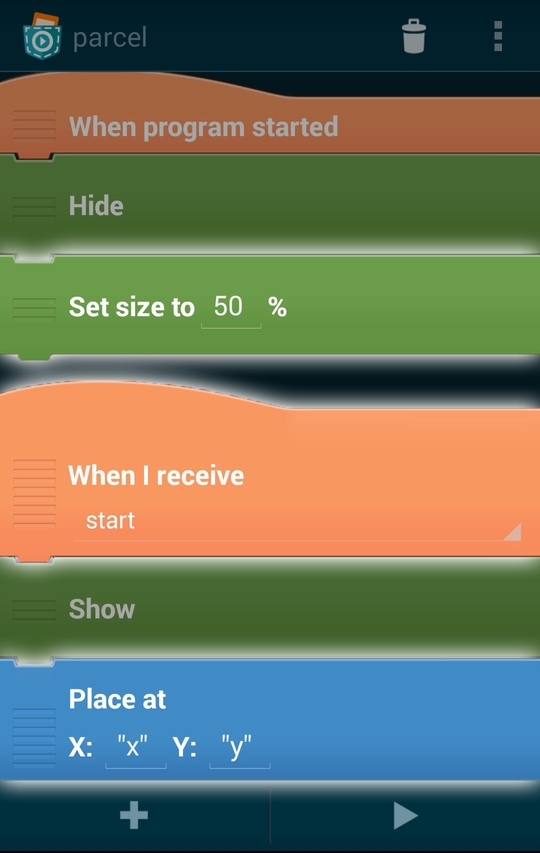 parcel
When program started
Hide
Set size to 50 %
When I receive
start
Show
Place at
X: "x" Y: "y"